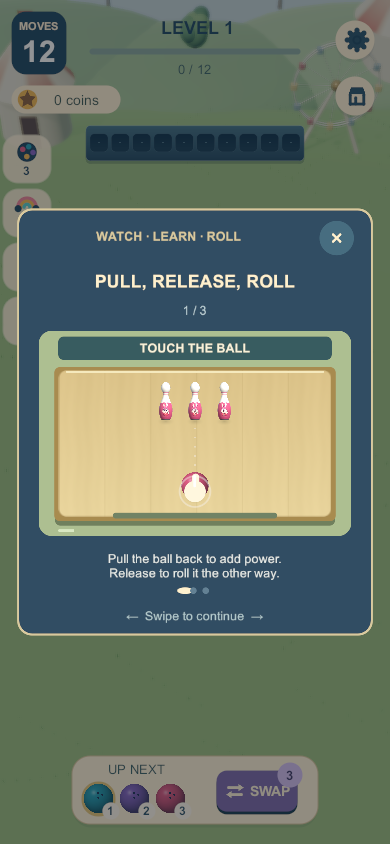 MOVES
12
LEVEL 1
0 / 12
0 coins
3
WATCH · LEARN · ROLL
×
PULL, RELEASE, ROLL
1 / 3
TOUCH THE BALL
Pull the ball back to add power.
Release to roll it the other way.
← Swipe to continue →
UP NEXT
1
2
3
SWAP
3